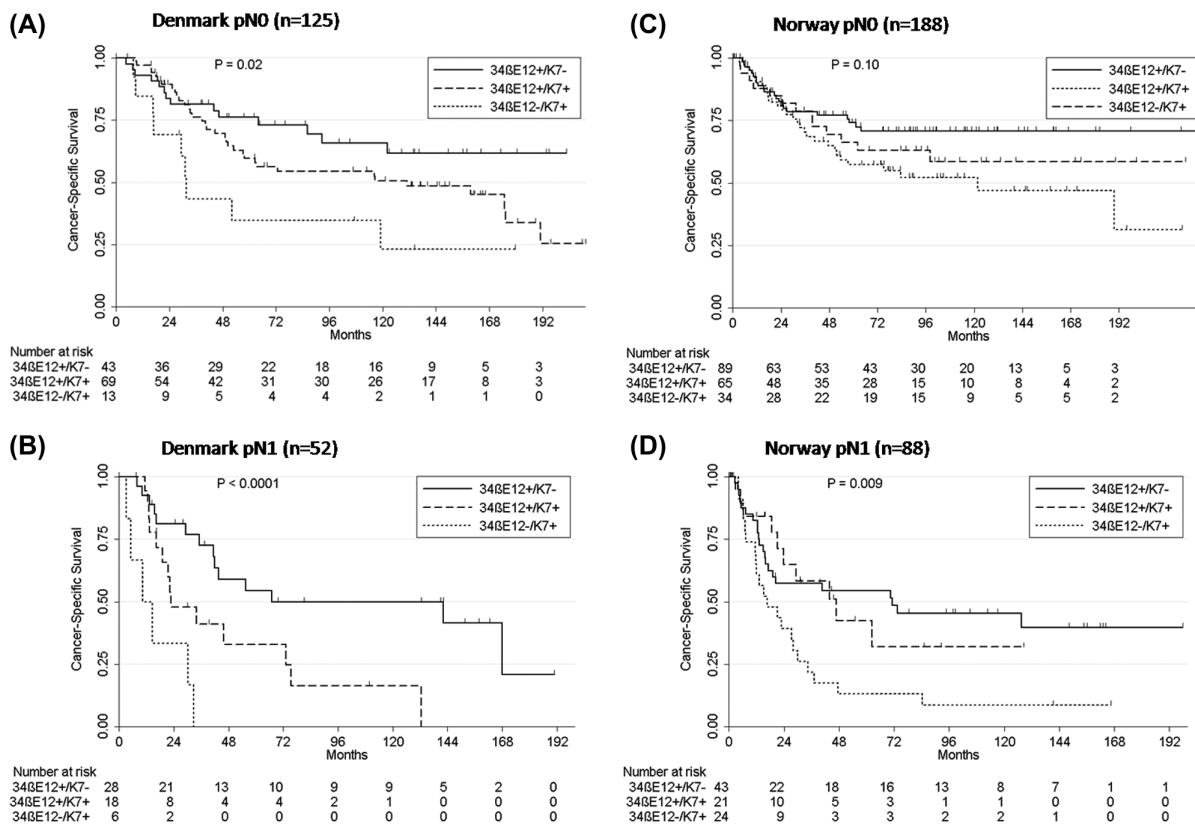 (A) Denmark pN0 (n=125)
P = 0.02
34ßE12+/K7-
34ßE12+/K7+
34ßE12-/K7+
Cancer-Specific Survival
1.00
0.75
0.50
0.25
0.00
0 24 48 72 96 120 144 168 192
Months
Number at risk
34ßE12+/K7- 43 36 29 22 18 16 9 5 3
34ßE12+/K7+ 69 54 42 31 30 26 17 8 3
34ßE12-/K7+ 13 9 5 4 4 2 1 1 0
(C) Norway pN0 (n=188)
P = 0.10
34ßE12+/K7-
34ßE12+/K7+
34ßE12-/K7+
Cancer-Specific Survival
1.00
0.75
0.50
0.25
0.00
0 24 48 72 96 120 144 168 192
Months
Number at risk
34ßE12+/K7- 89 63 53 43 30 20 13 5 3
34ßE12+/K7+ 65 48 35 28 15 10 8 4 2
34ßE12-/K7+ 34 28 22 19 15 9 5 5 2
(B) Denmark pN1 (n=52)
P < 0.0001
34ßE12+/K7-
34ßE12+/K7+
34ßE12-/K7+
Cancer-Specific Survival
1.00
0.75
0.50
0.25
0.00
0 24 48 72 96 120 144 168 192
Months
Number at risk
34ßE12+/K7- 28 21 13 10 9 9 5 2 0
34ßE12+/K7+ 18 8 4 4 2 1 0 0 0
34ßE12-/K7+ 6 2 0 0 0 0 0 0 0
(D) Norway pN1 (n=88)
P = 0.009
34ßE12+/K7-
34ßE12+/K7+
34ßE12-/K7+
Cancer-Specific Survival
1.00
0.75
0.50
0.25
0.00
0 24 48 72 96 120 144 168 192
Months
Number at risk
34ßE12+/K7- 43 22 18 16 13 8 7 1 1
34ßE12+/K7+ 21 10 5 3 1 1 0 0 0
34ßE12-/K7+ 24 9 3 3 2 2 1 0 0